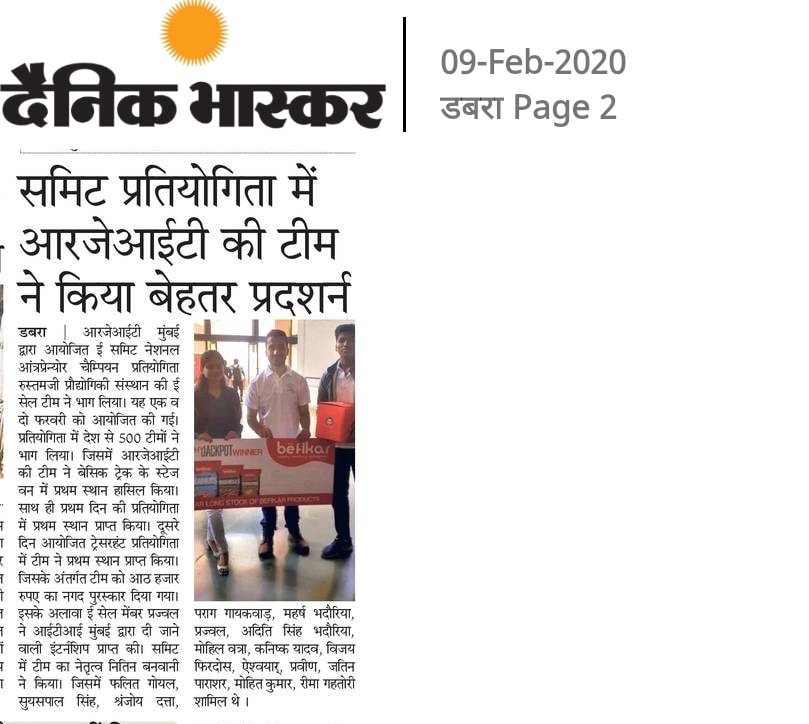 दैनिक भास्कर
09-Feb-2020
डबरा Page 2
समिट प्रतियोगिता में
आरजेआईटी की टीम
ने किया बेहतर प्रदशर्न
डबरा | आरजेआईटी मुंबई
द्वारा आयोजित ई समिट नेशनल
आंत्रप्रेन्योर चैम्पियन प्रतियोगिता
रुस्तमजी प्रौद्योगिकी संस्थान की ई
सेल टीम ने भाग लिया। यह एक व
दो फरवरी को आयोजित की गई।
प्रतियोगिता में देश से 500 टीमों ने
भाग लिया। जिसमें आरजेआईटी
की टीम ने बेसिक ट्रेक के स्टेज
वन में प्रथम स्थान हासिल किया।
साथ ही प्रथम दिन की प्रतियोगिता
में प्रथम स्थान प्राप्त किया। दूसरे
दिन आयोजित ट्रेसरहंट प्रतियोगिता
में टीम ने प्रथम स्थान प्राप्त किया।
जिसके अंतर्गत टीम को आठ हजार
रुपए का नगद पुरस्कार दिया गया।
इसके अलावा ई सेल मेंबर प्रज्वल
ने आईटीआई मुंबई द्वारा दी जाने
वाली इंटर्नशिप प्राप्त की। समिट
में टीम का नेतृत्व नितिन बनवानी
ने किया। जिसमें फलित गोयल,
सुयसपाल सिंह, श्रंजोय दत्ता,
JACKPOT WINNER
befikar
AR LONG STOCK OF BEFIKAR PRODUCTS
पराग गायकवाड़, महर्ष भदौरिया,
प्रज्वल, अदिति सिंह भदौरिया,
मोहिल वत्रा, कनिष्क यादव, विजय
फिरदोस, ऐश्वयार्, प्रवीण, जतिन
पाराशर, मोहित कुमार, रीमा गहतोरी
शामिल थे ।